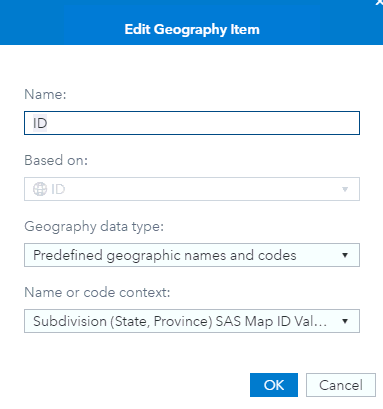 Edit Geography Item
Name:
ID
Based on:
ID
Geography data type:
Predefined geographic names and codes
Name or code context:
Subdivision (State, Province) SAS Map ID Val...
OK
Cancel